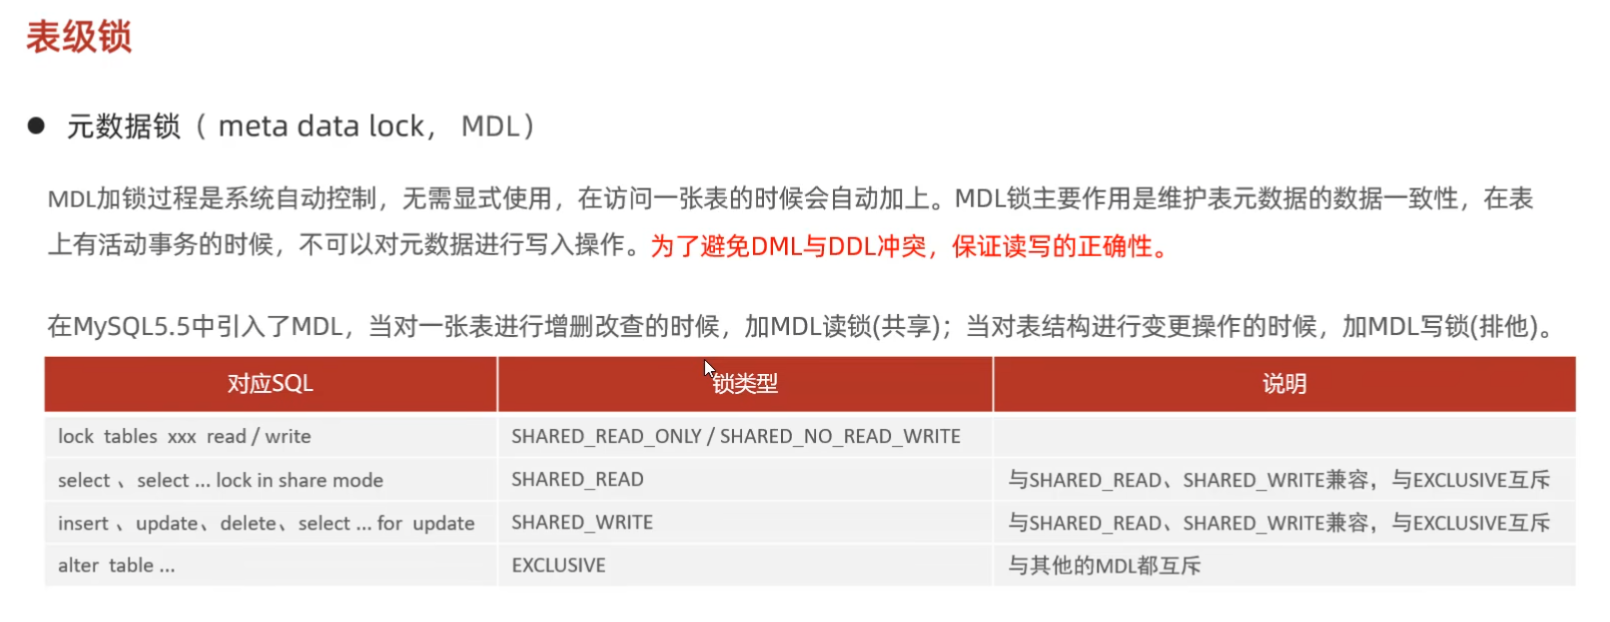 表级锁
● 元数据锁（ meta data lock， MDL）
MDL加锁过程是系统自动控制，无需显式使用，在访问一张表的时候会自动加上。MDL锁主要作用是维护表元数据的数据一致性，在表
上有活动事务的时候，不可以对元数据进行写入操作。为了避免DML与DDL冲突，保证读写的正确性。
在MySQL5.5中引入了MDL，当对一张表进行增删改查的时候，加MDL读锁(共享)；当对表结构进行变更操作的时候，加MDL写锁(排他)。
对应SQL 锁类型 说明
lock tables xxx read / write SHARED_READ_ONLY / SHARED_NO_READ_WRITE
select 、select ... lock in share mode SHARED_READ 与SHARED_READ、SHARED_WRITE兼容，与EXCLUSIVE互斥
insert 、update、delete、select ... for update SHARED_WRITE 与SHARED_READ、SHARED_WRITE兼容，与EXCLUSIVE互斥
alter table ... EXCLUSIVE 与其他的MDL都互斥